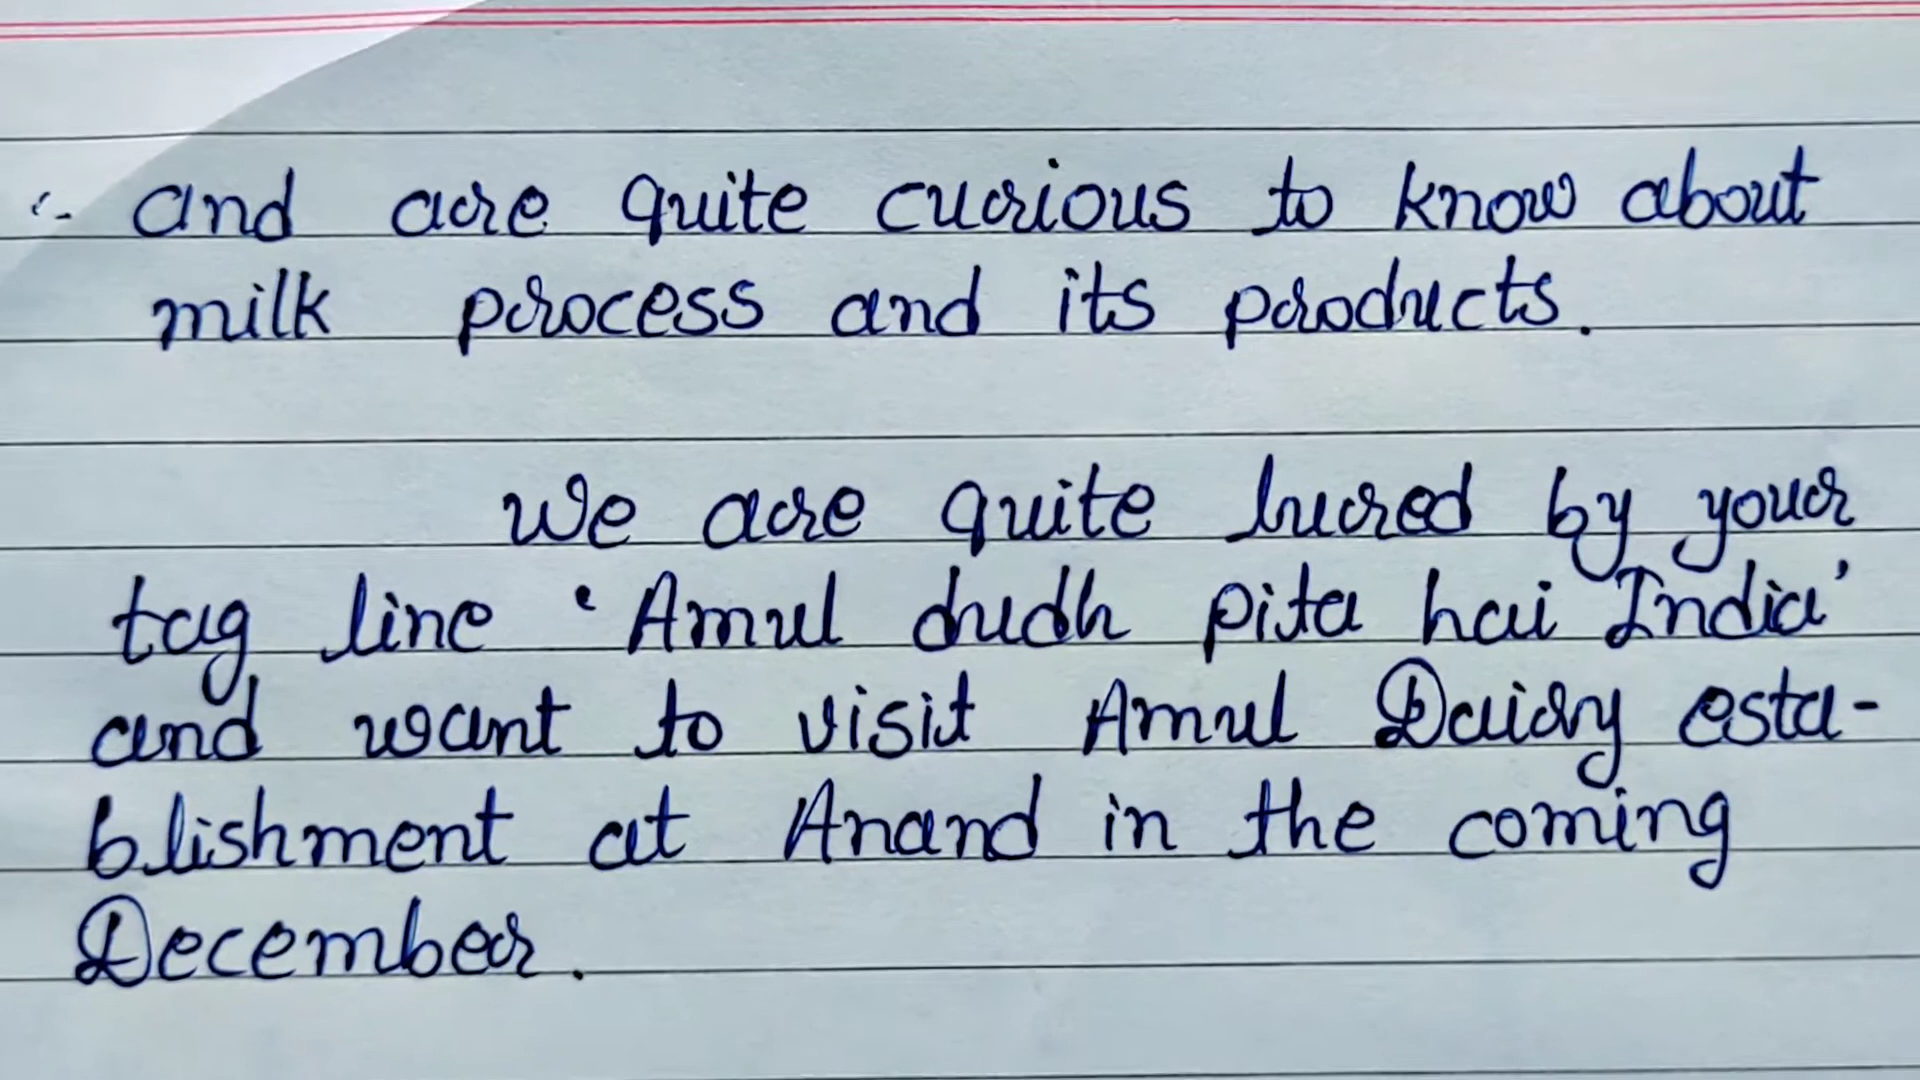 and are quite curious to know about
milk process and its products.
We are quite lured by your
tag line 'Amul dudh pita hai India'
and want to visit Amul Dairy esta-
blishment at Anand in the coming
December.